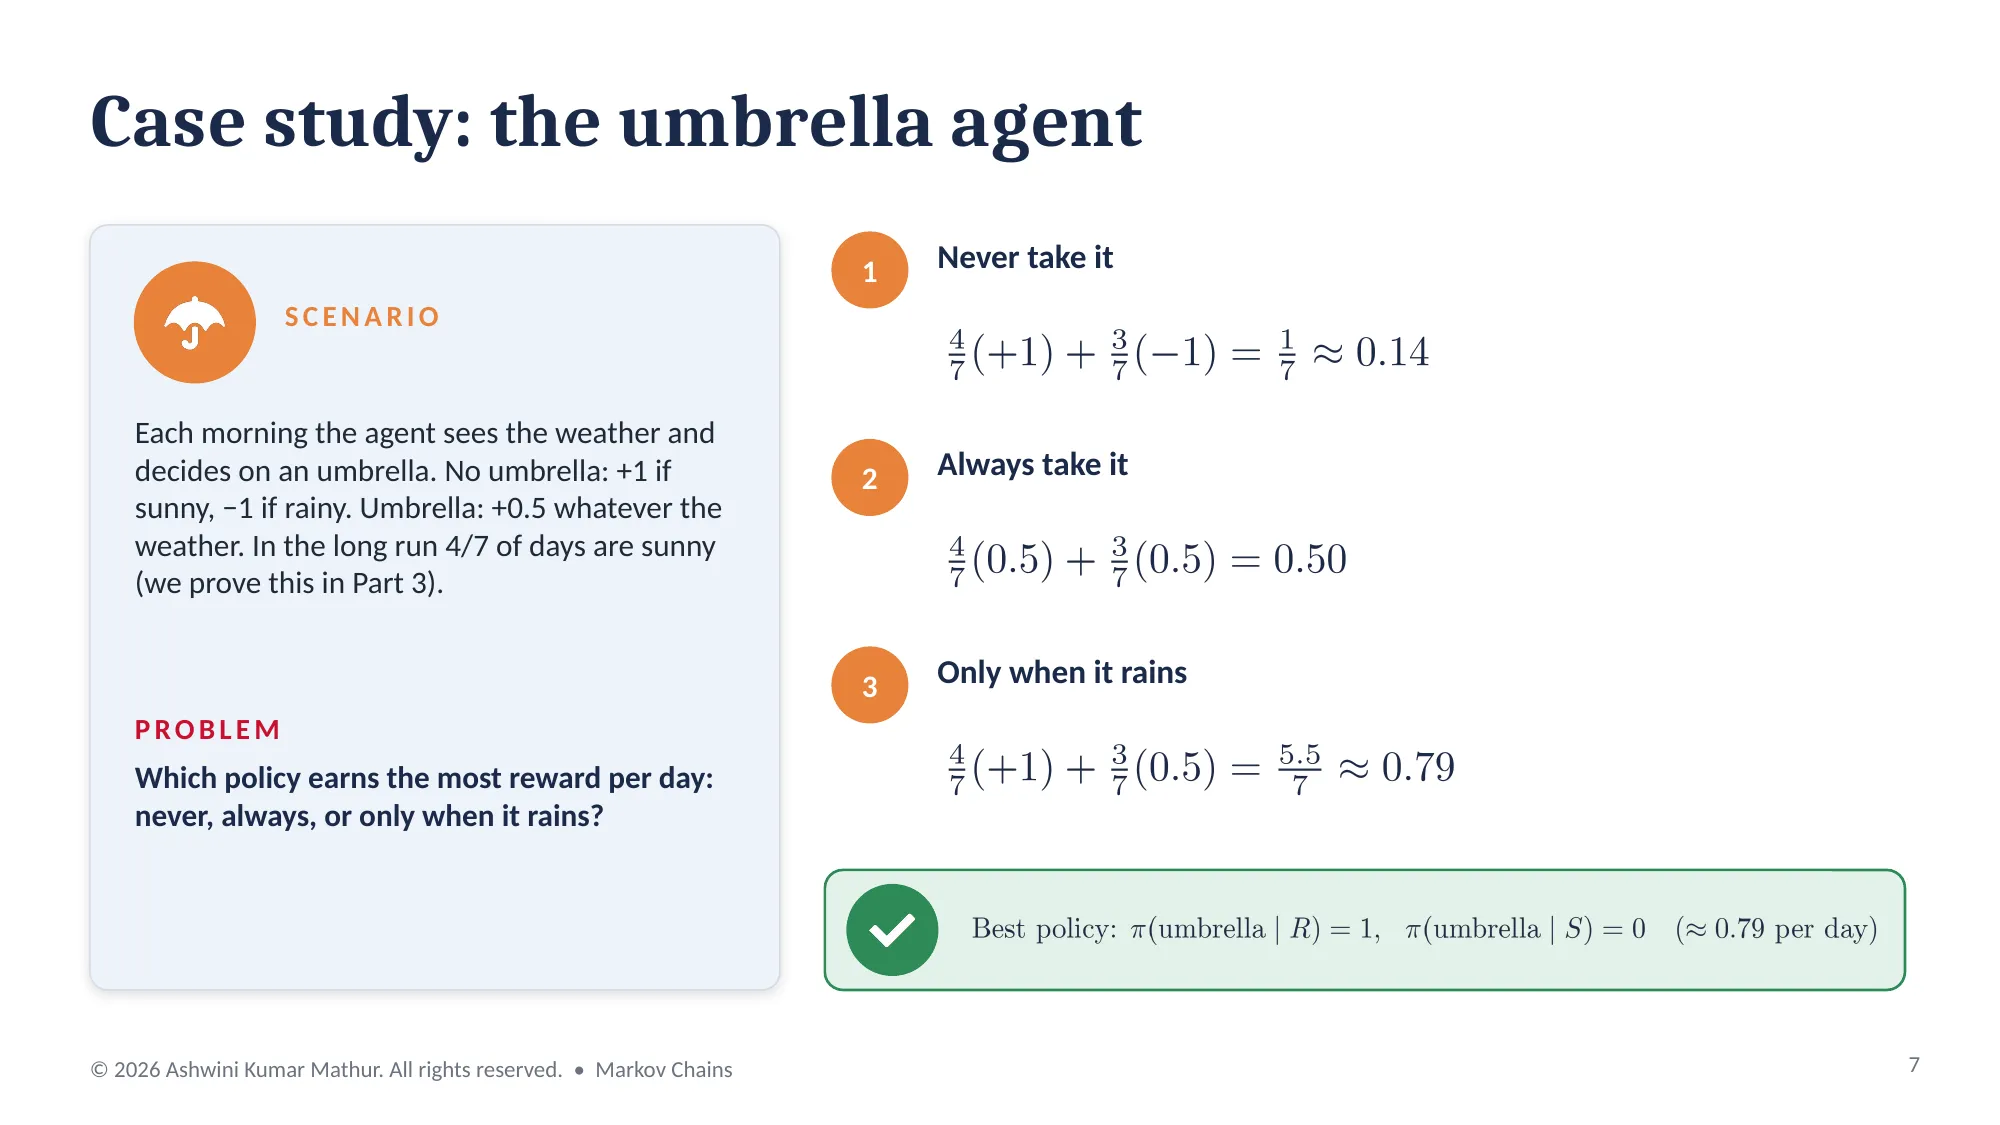 Case study: the umbrella agent
SCENARIO
Each morning the agent sees the weather and
decides on an umbrella. No umbrella: +1 if
sunny, −1 if rainy. Umbrella: +0.5 whatever the
weather. In the long run 4/7 of days are sunny
(we prove this in Part 3).
PROBLEM
Which policy earns the most reward per day:
never, always, or only when it rains?
1
Never take it
4/7(+1) + 3/7(−1) = 1/7 ≈ 0.14
2
Always take it
4/7(0.5) + 3/7(0.5) = 0.50
3
Only when it rains
4/7(+1) + 3/7(0.5) = 5.5/7 ≈ 0.79
Best policy: π(umbrella | R) = 1, π(umbrella | S) = 0 (≈ 0.79 per day)
© 2026 Ashwini Kumar Mathur. All rights reserved. • Markov Chains
7